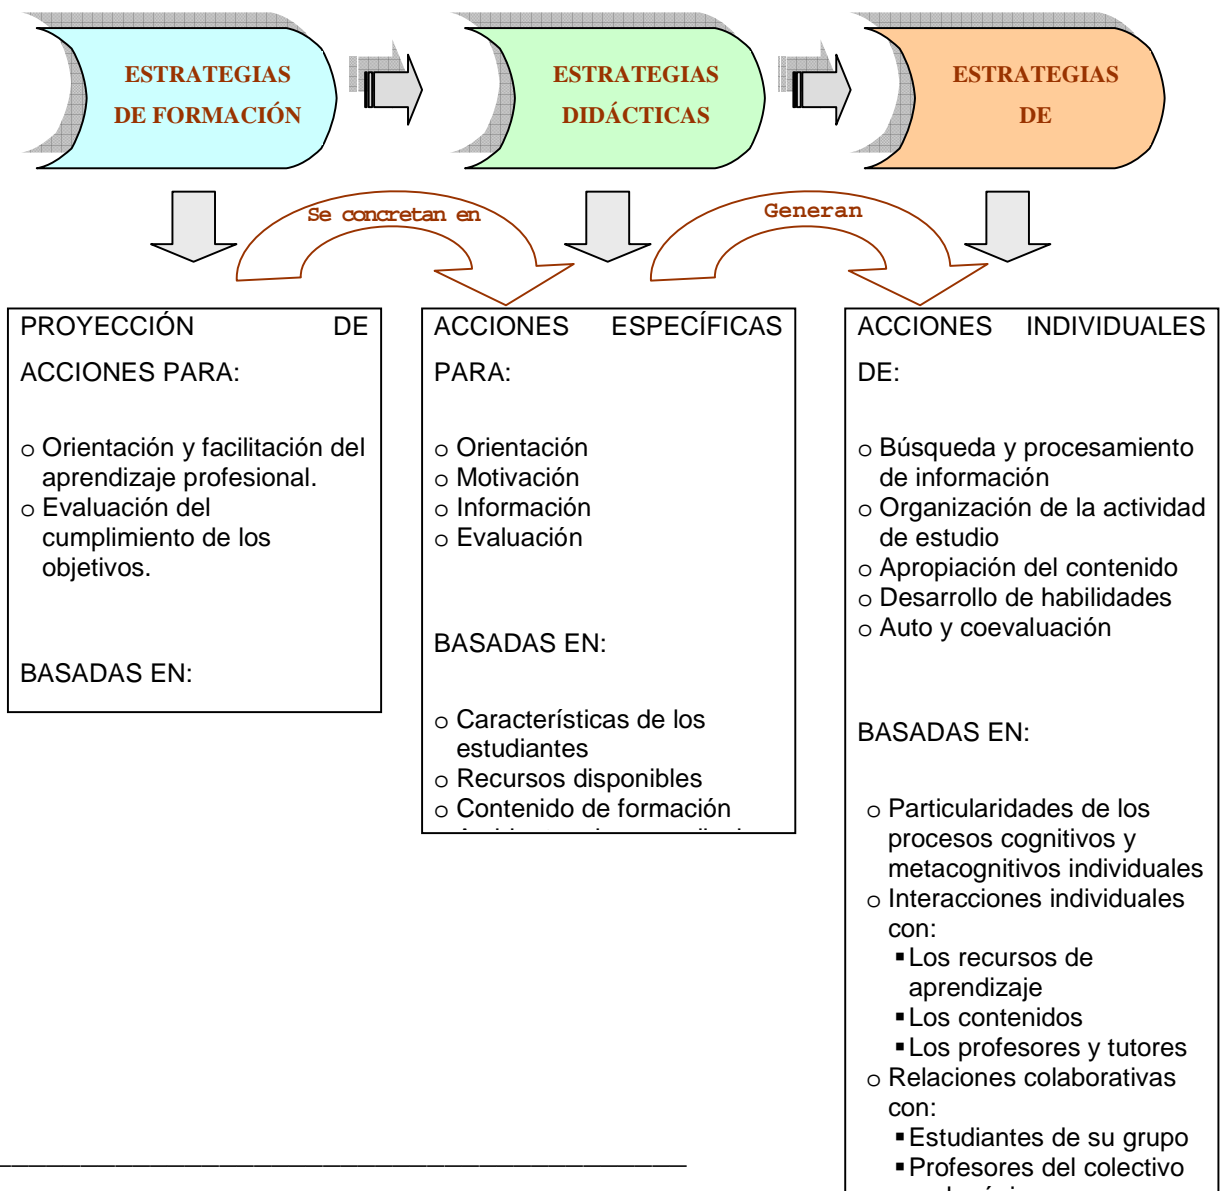 ESTRATEGIAS
DE FORMACIÓN
ESTRATEGIAS
DIDÁCTICAS
ESTRATEGIAS
DE
Se concretan en
Generan
PROYECCIÓN DE
ACCIONES PARA:
o Orientación y facilitación del
aprendizaje profesional.
o Evaluación del
cumplimiento de los
objetivos.
BASADAS EN:
ACCIONES ESPECÍFICAS
PARA:
o Orientación
o Motivación
o Información
o Evaluación
BASADAS EN:
o Características de los
estudiantes
o Recursos disponibles
o Contenido de formación
ACCIONES INDIVIDUALES
DE:
o Búsqueda y procesamiento
de información
o Organización de la actividad
de estudio
o Apropiación del contenido
o Desarrollo de habilidades
o Auto y coevaluación
BASADAS EN:
o Particularidades de los
procesos cognitivos y
metacognitivos individuales
o Interacciones individuales
con:
▪ Los recursos de
aprendizaje
▪ Los contenidos
▪ Los profesores y tutores
o Relaciones colaborativas
con:
▪ Estudiantes de su grupo
▪ Profesores del colectivo